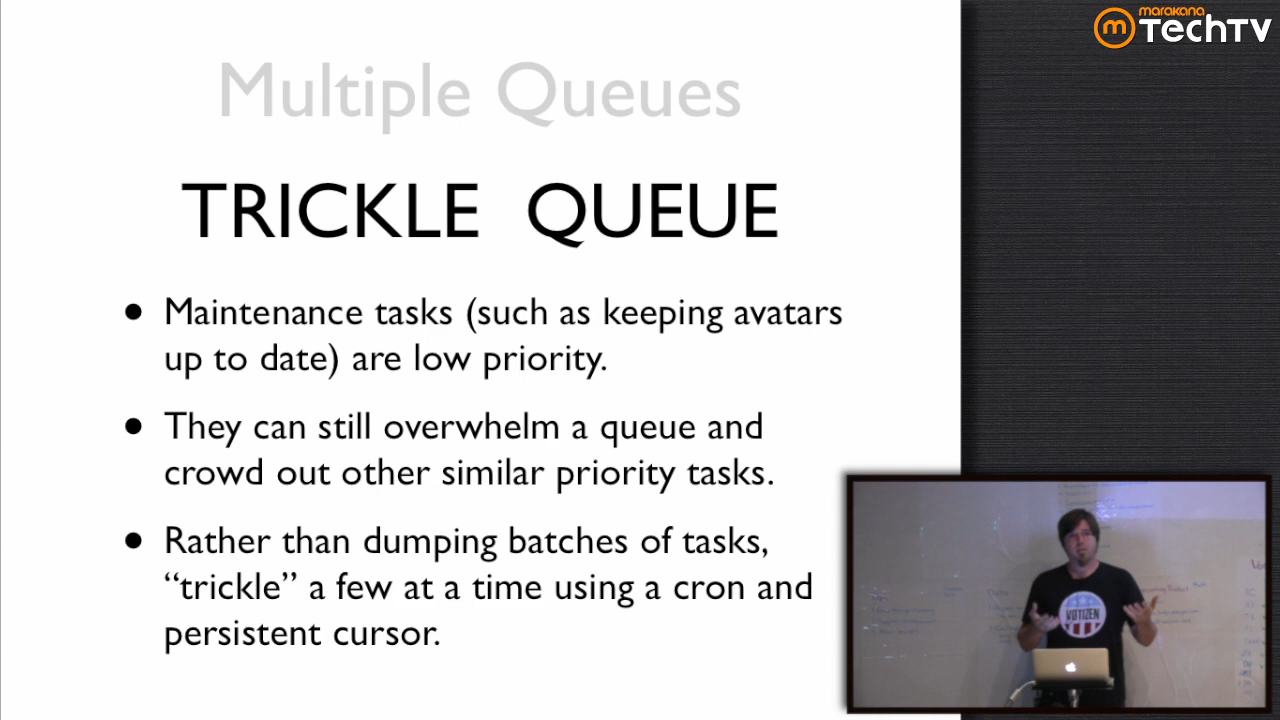 marakana
m TechTV
Multiple Queues
TRICKLE QUEUE
• Maintenance tasks (such as keeping avatars
up to date) are low priority.
• They can still overwhelm a queue and
crowd out other similar priority tasks.
• Rather than dumping batches of tasks,
“trickle” a few at a time using a cron and
persistent cursor.
VOTIZEN